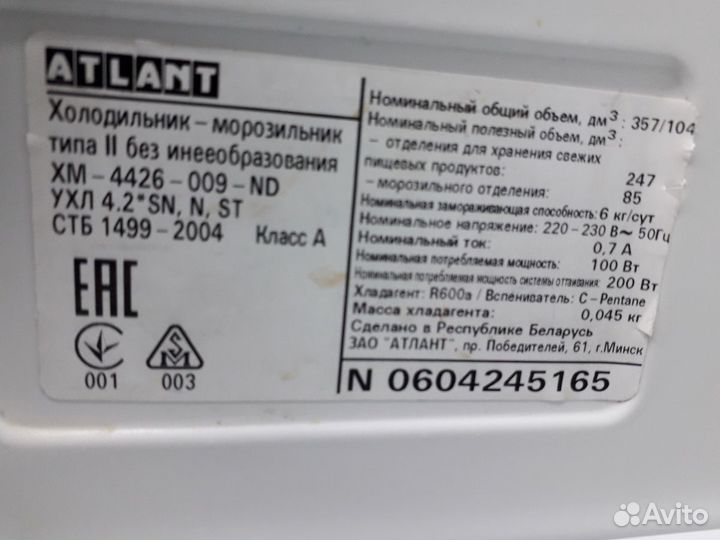 ATLANT
Холодильник – морозильник
типа II без инееобразования
ХМ – 4426 – 009 – ND
УХЛ 4.2* SN, N, ST
СТБ 1499 – 2004 Класс А
ЕАС
001 003
Номинальный общий объем, дм³ : 357/104
Номинальный полезный объем, дм³ :
– отделения для хранения свежих
пищевых продуктов: 247
– морозильного отделения: 85
Номинальная замораживающая способность: 6 кг/сут
Номинальное напряжение: 220 – 230 В ~ 50Гц
Номинальный ток: 0,7 А
Номинальная потребляемая мощность: 100 Вт
Номинальная потребляемая мощность системы оттаивания: 200 Вт
Хладагент: R600a / Вспениватель: C – Pentane
Масса хладагента: 0,045 кг
Сделано в Республике Беларусь
ЗАО "АТЛАНТ", пр. Победителей, 61, г.Минск
N 0604245165
Avito